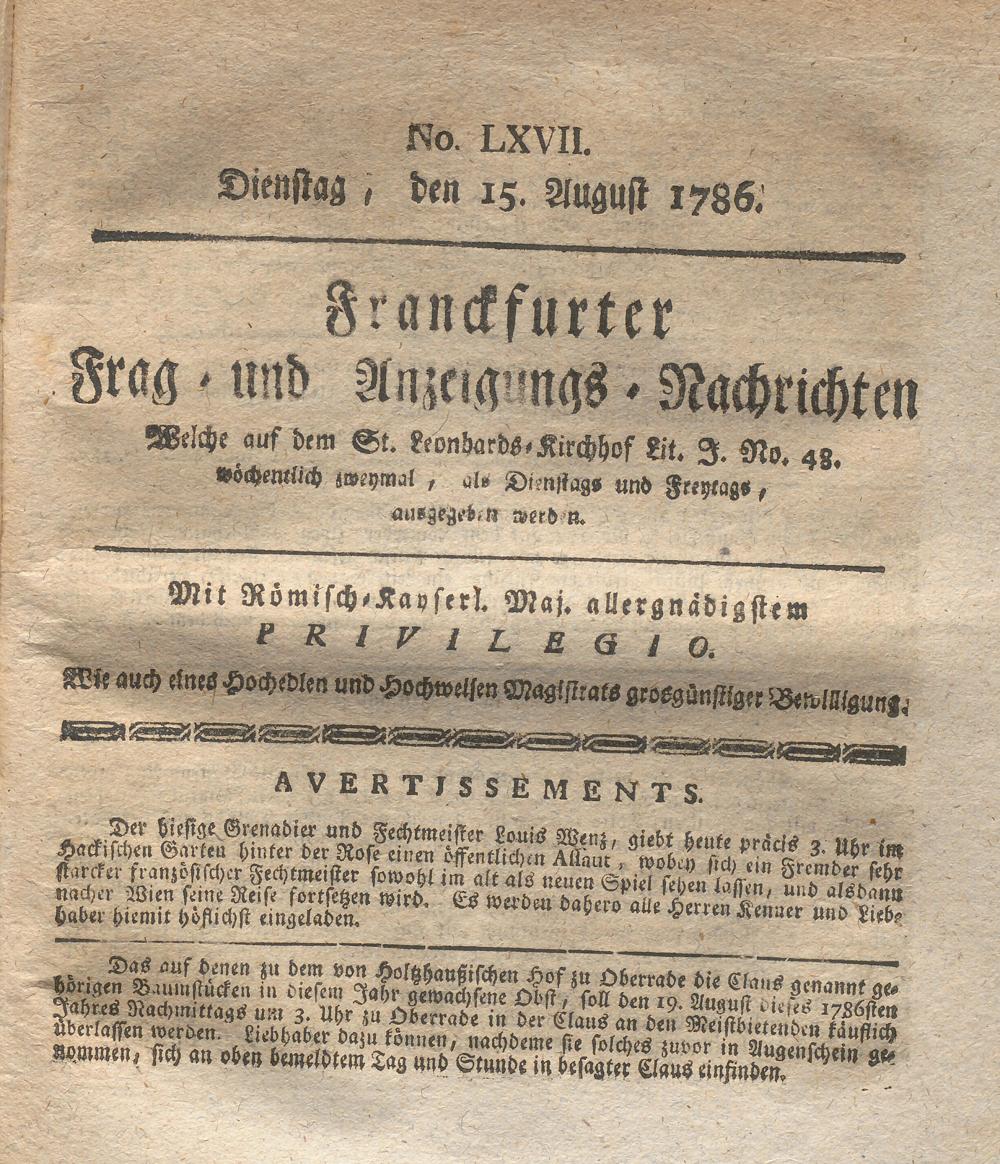 No. LXVII.
Dienstag, den 15. August 1786.
Franckfurter
Frag- und Anzeigungs-Nachrichten
Welche auf dem St. Leonhards-Kirchhof Lit. J. No. 48.
wöchentlich zweymal, als Dienstags und Freytags,
ausgegeben werden.
Mit Römisch-Kayserl. Maj. allergnädigstem
PRIVILEGIO.
Wie auch eines Hochedlen und Hochweisen Magistrats grosgünstiger Bewilligung.
AVERTJSSEMENTS.
Der hiesige Grenadier und Fechtmeister Louis Wenz, giebt heute präcis 3. Uhr im
Hackischen Garten hinter der Rose einen öffentlichen Allaut, wobey sich ein Fremder sehr
starcker französischer Fechtmeister sowohl im alt als neuen Spiel sehen lassen, und alsdann
nacher Wien seine Reise fortsetzen wird. Es werden dahero alle Herren Kenner und Lieb-
haber hiemit höflichst eingeladen.
Das auf denen zu dem von Holtzhaußischen Hof zu Oberrade die Claus genannt ge-
hörigen Baumstücken in diesem Jahr gewachsene Obst, soll den 19. August dieses 1786sten
Jahres Nachmittags um 3. Uhr zu Oberrade in der Claus an den Meistbietenden käuflich
überlassen werden. Liebhaber dazu können, nachdeme sie solches zuvor in Augenschein ge-
nommen, sich an oben bemeldtem Tag und Stunde in besagter Claus einfinden.